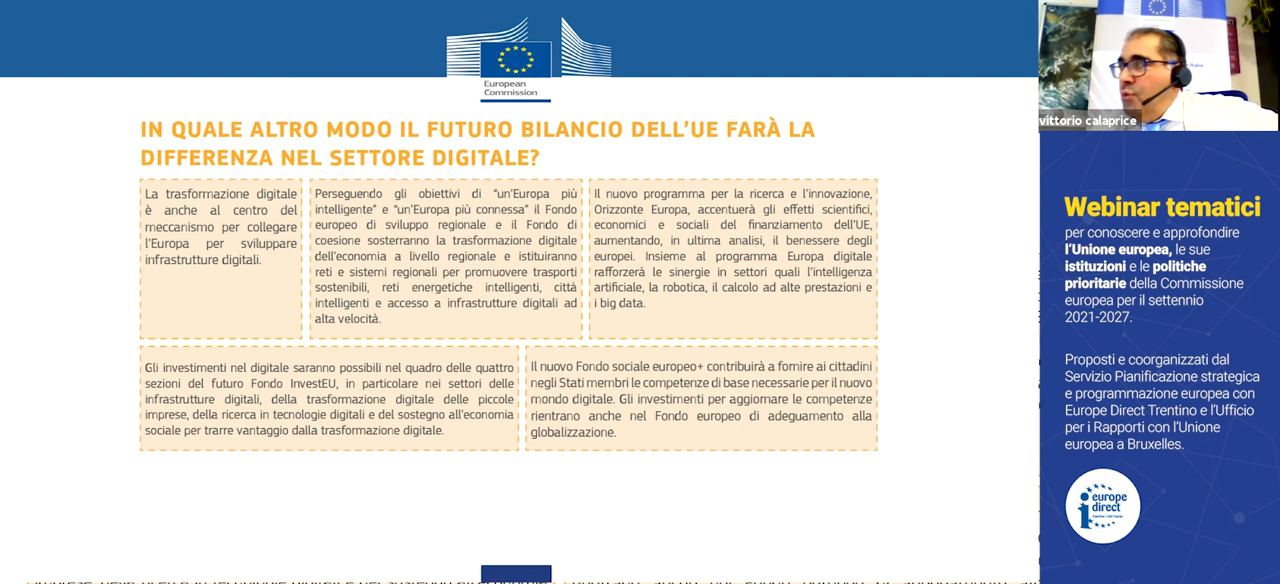 European
Commission
IN QUALE ALTRO MODO IL FUTURO BILANCIO DELL'UE FARÀ LA
DIFFERENZA NEL SETTORE DIGITALE?
La trasformazione digitale
è anche al centro del
meccanismo per collegare
l'Europa per sviluppare
infrastrutture digitali.
Perseguendo gli obiettivi di "un'Europa più
intelligente" e "un'Europa più connessa" il Fondo
europeo di sviluppo regionale e il Fondo di
coesione sosterranno la trasformazione digitale
dell'economia a livello regionale e istituiranno
reti e sistemi regionali per promuovere trasporti
sostenibili, reti energetiche intelligenti, città
intelligenti e accesso a infrastrutture digitali ad
alta velocità.
Il nuovo programma per la ricerca e l'innovazione,
Orizzonte Europa, accentuerà gli effetti scientifici,
economici e sociali del finanziamento dell'UE,
aumentando, in ultima analisi, il benessere degli
europei. Insieme al programma Europa digitale
rafforzerà le sinergie in settori quali l'intelligenza
artificiale, la robotica, il calcolo ad alte prestazioni e
i big data.
Gli investimenti nel digitale saranno possibili nel quadro delle quattro
sezioni del futuro Fondo InvestEU, in particolare nei settori delle
infrastrutture digitali, della trasformazione digitale delle piccole
imprese, della ricerca in tecnologie digitali e del sostegno all'economia
sociale per trarre vantaggio dalla trasformazione digitale.
Il nuovo Fondo sociale europeo+ contribuirà a fornire ai cittadini
negli Stati membri le competenze di base necessarie per il nuovo
mondo digitale. Gli investimenti per aggiornare le competenze
rientrano anche nel Fondo europeo di adeguamento alla
globalizzazione.
vittorio calaprice
Webinar tematici
per conoscere e approfondire
l'Unione europea, le sue
istituzioni e le politiche
prioritarie della Commissione
europea per il settennio
2021-2027.
Proposti e coorganizzati dal
Servizio Pianificazione strategica
e programmazione europea con
Europe Direct Trentino e l'Ufficio
per i Rapporti con l'Unione
europea a Bruxelles.
europe
direct